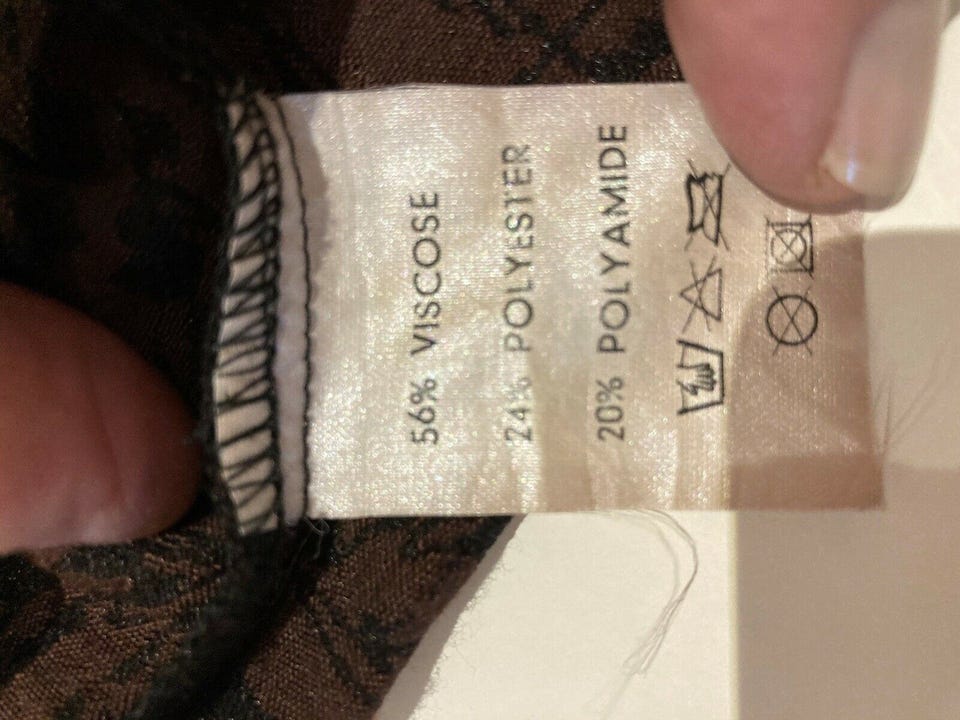 56% VISCOSE
24% POLYESTER
20% POLYAMIDE